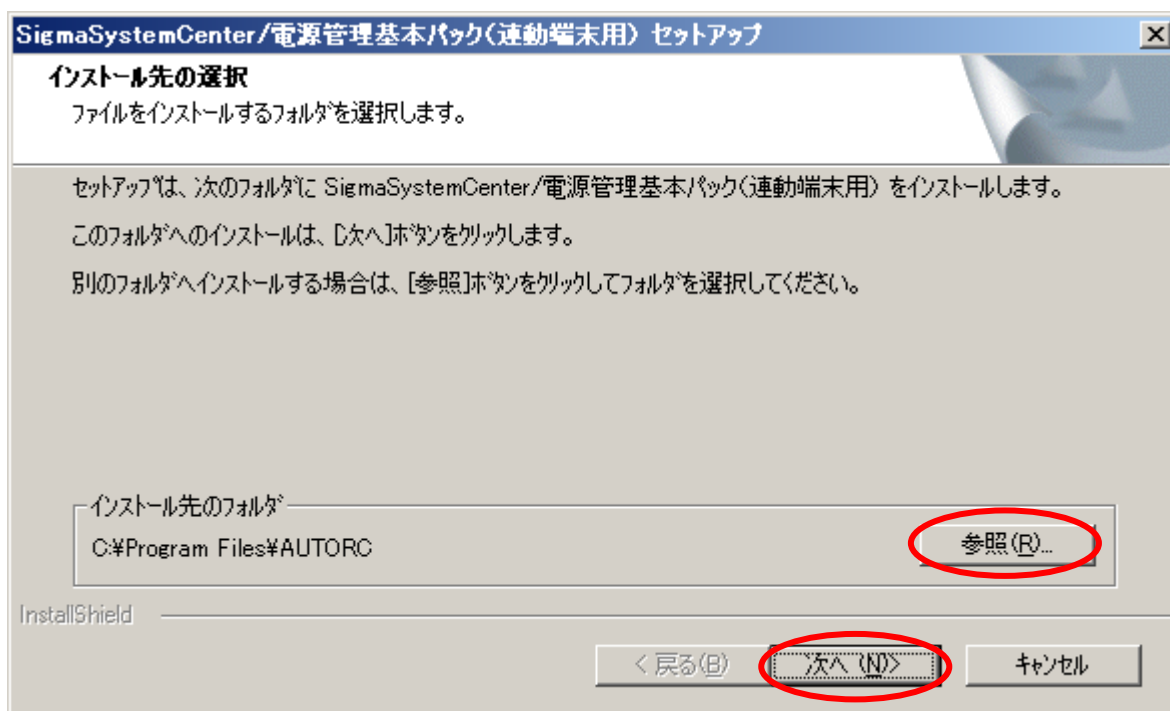 SigmaSystemCenter/電源管理基本パック(連動端末用) セットアップ
インストール先の選択
ファイルをインストールするフォルダを選択します。
セットアップは、次のフォルダに SigmaSystemCenter/電源管理基本パック(連動端末用) をインストールします。
このフォルダへのインストールは、[次へ]ボタンをクリックします。
別のフォルダへインストールする場合は、[参照]ボタンをクリックしてフォルダを選択してください。
インストール先のフォルダ
C:¥Program Files¥AUTORC
参照(R)...
InstallShield
< 戻る(B)
次へ (N)>
キャンセル